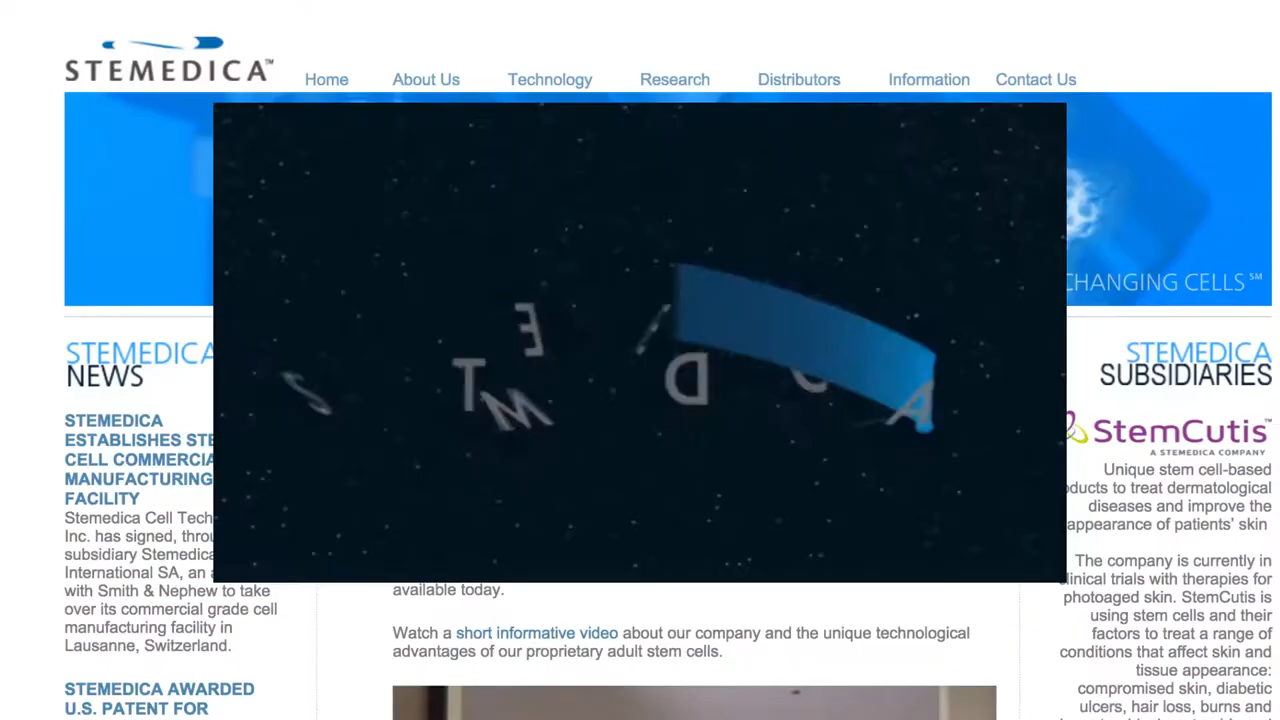 STEMEDICA™
Home
About Us
Technology
Research
Distributors
Information
Contact Us
S T E M E D I C A
CHANGING CELLS℠
STEMEDICA
NEWS
STEMEDICA
ESTABLISHES
CELL
MANUFACTURING
FACILITY
Stemedica Cell
Inc. has signed,
subsidiary Stemedica
International SA, an
with Smith & Nephew to take
over its commercial grade cell
manufacturing facility in
Lausanne, Switzerland.
STEMEDICA AWARDED
U.S. PATENT FOR
available today.
Watch a short informative video about our company and the unique technological
advantages of our proprietary adult stem cells.
STEMEDICA
SUBSIDIARIES
StemCutis™
A STEMEDICA COMPANY
Unique stem cell-based
to treat dermatological
diseases and improve the
appearance of patients’ skin
The company is currently in
clinical trials with therapies for
photoaged skin. StemCutis is
using stem cells and their
factors to treat a range of
conditions that affect skin and
tissue appearance:
compromised skin, diabetic
ulcers, hair loss, burns and